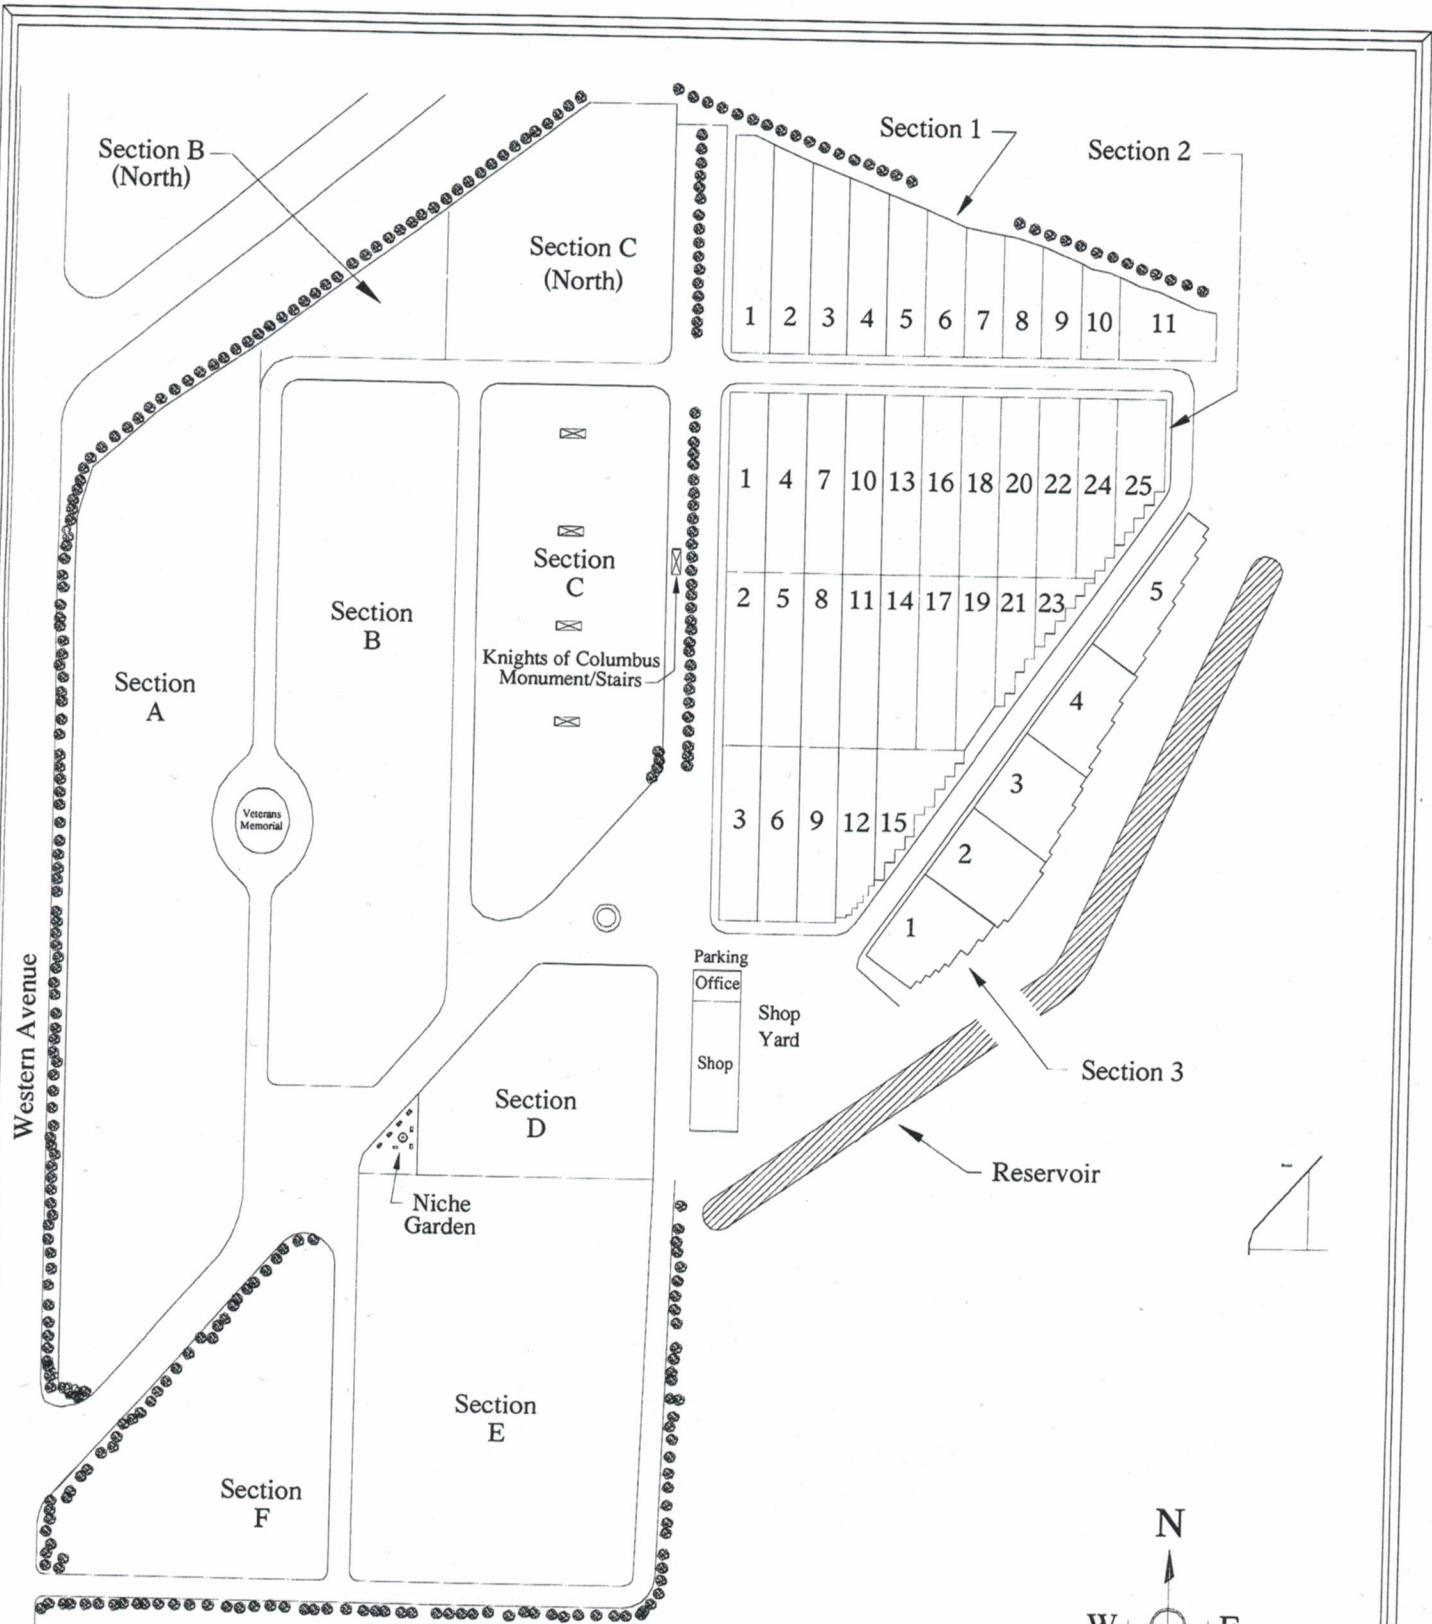 Section 1
Section 2
Section B
(North)
Section C
(North)
1 2 3 4 5 6 7 8 9 10 11
1 4 7 10 13 16 18 20 22 24 25
Section
C
5
2 5 8 11 14 17 19 21 23
Section
B
Knights of Columbus
Monument/Stairs
Section
A
4
3
Veterans
Memorial
3 6 9 12 15
2
1
Parking
Office
Shop
Yard
Western Avenue
Shop
Section 3
Section
D
Reservoir
Niche
Garden
Section
E
Section
F
N
W E